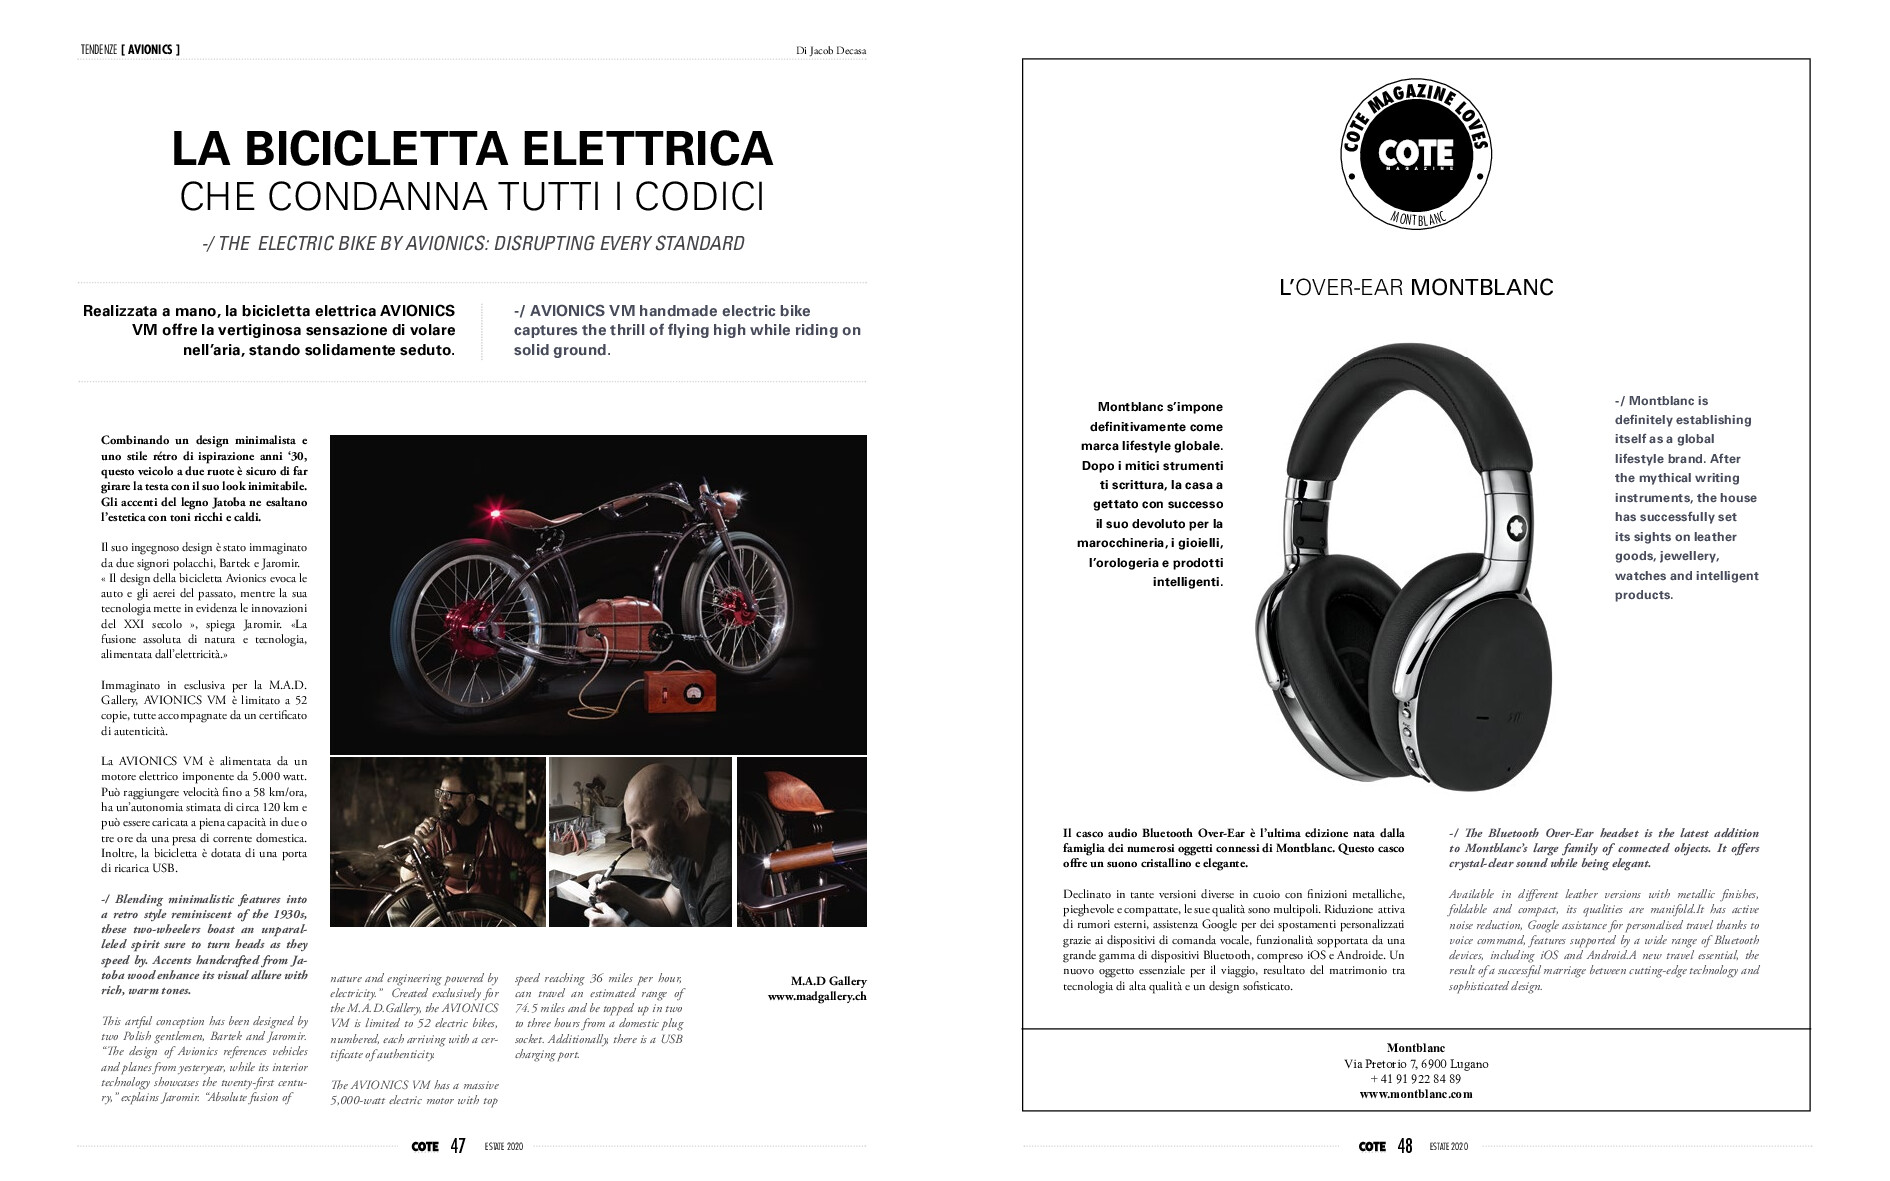 TENDENZE [ AVIONICS ]
Di Jacob Decasa
LA BICICLETTA ELETTRICA
CHE CONDANNA TUTTI I CODICI
-/ THE ELECTRIC BIKE BY AVIONICS: DISRUPTING EVERY STANDARD
Realizzata a mano, la bicicletta elettrica AVIONICS
VM offre la vertiginosa sensazione di volare
nell'aria, stando solidamente seduto.
-/ AVIONICS VM handmade electric bike
captures the thrill of flying high while riding on
solid ground.
Combinando un design minimalista e
uno stile rétro di ispirazione anni ‘30,
questo veicolo a due ruote è sicuro di far
girare la testa con il suo look inimitabile.
Gli accenti del legno Jatoba ne esaltano
l'estetica con toni ricchi e caldi.
Il suo ingegnoso design è stato immaginato
da due signori polacchi, Bartek e Jaromir.
« Il design della bicicletta Avionics evoca le
auto e gli aerei del passato, mentre la sua
tecnologia mette in evidenza le innovazioni
del XXI secolo », spiega Jaromir. «La
fusione assoluta di natura e tecnologia,
alimentata dall'elettricità.»
Immaginato in esclusiva per la M.A.D.
Gallery, AVIONICS VM è limitato a 52
copie, tutte accompagnate da un certificato
di autenticità.
La AVIONICS VM è alimentata da un
motore elettrico imponente da 5.000 watt.
Può raggiungere velocità fino a 58 km/ora,
ha un'autonomia stimata di circa 120 km e
può essere caricata a piena capacità in due o
tre ore da una presa di corrente domestica.
Inoltre, la bicicletta è dotata di una porta
di ricarica USB.
-/ Blending minimalistic features into
a retro style reminiscent of the 1930s,
these two-wheelers boast an unparal-
leled spirit sure to turn heads as they
speed by. Accents handcrafted from Ja-
toba wood enhance its visual allure with
rich, warm tones.
This artful conception has been designed by
two Polish gentlemen, Bartek and Jaromir.
“The design of Avionics references vehicles
and planes from yesteryear, while its interior
technology showcases the twenty-first centu-
ry,” explains Jaromir. “Absolute fusion of
nature and engineering powered by
electricity.” Created exclusively for
the M.A.D.Gallery, the AVIONICS
VM is limited to 52 electric bikes,
numbered, each arriving with a cer-
tificate of authenticity.
The AVIONICS VM has a massive
5,000-watt electric motor with top
speed reaching 36 miles per hour,
can travel an estimated range of
74.5 miles and be topped up in two
to three hours from a domestic plug
socket. Additionally, there is a USB
charging port.
M.A.D Gallery
www.madgallery.ch
COTE 47 ESTATE 2020
COTE MAGAZINE LOVES
COTE
MAGAZINE
MONTBLANC
L'OVER-EAR MONTBLANC
Montblanc s'impone
definitivamente come
marca lifestyle globale.
Dopo i mitici strumenti
ti scrittura, la casa a
gettato con successo
il suo devoluto per la
marocchineria, i gioielli,
l'orologeria e prodotti
intelligenti.
-/ Montblanc is
definitely establishing
itself as a global
lifestyle brand. After
the mythical writing
instruments, the house
has successfully set
its sights on leather
goods, jewellery,
watches and intelligent
products.
Il casco audio Bluetooth Over-Ear è l'ultima edizione nata dalla
famiglia dei numerosi oggetti connessi di Montblanc. Questo casco
offre un suono cristallino e elegante.
Declinato in tante versioni diverse in cuoio con finizioni metalliche,
pieghevole e compattate, le sue qualità sono multipoli. Riduzione attiva
di rumori esterni, assistenza Google per dei spostamenti personalizzati
grazie ai dispositivi di comanda vocale, funzionalità sopportata da una
grande gamma di dispositivi Bluetooth, compreso iOS e Androide. Un
nuovo oggetto essenziale per il viaggio, resultato del matrimonio tra
tecnologia di alta qualità e un design sofisticato.
-/ The Bluetooth Over-Ear headset is the latest addition
to Montblanc's large family of connected objects. It offers
crystal-clear sound while being elegant.
Available in different leather versions with metallic finishes,
foldable and compact, its qualities are manifold.It has active
noise reduction, Google assistance for personalised travel thanks to
voice command, features supported by a wide range of Bluetooth
devices, including iOS and Android.A new travel essential, the
result of a successful marriage between cutting-edge technology and
sophisticated design.
Montblanc
Via Pretorio 7, 6900 Lugano
+ 41 91 922 84 89
www.montblanc.com
COTE 48 ESTATE 2020